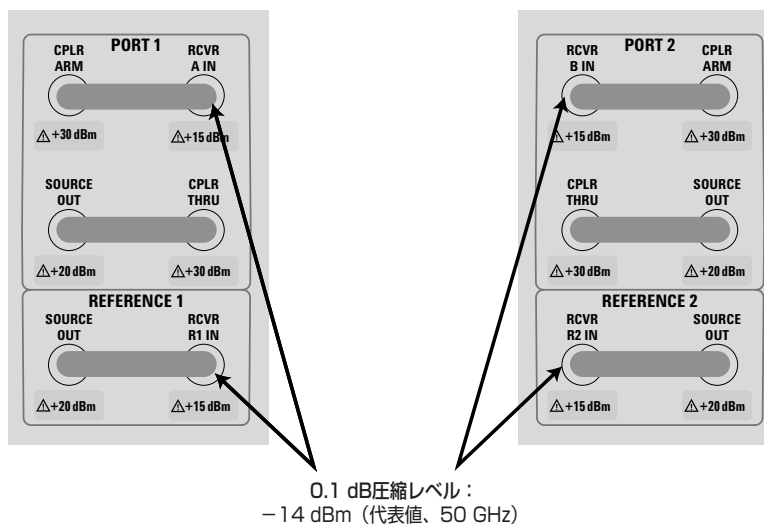 PORT 1
CPLR ARM
RCVR A IN
⚠+30 dBm
⚠+15 dBm
SOURCE OUT
CPLR THRU
⚠+20 dBm
⚠+30 dBm
REFERENCE 1
SOURCE OUT
RCVR R1 IN
⚠+20 dBm
⚠+15 dBm
PORT 2
RCVR B IN
CPLR ARM
⚠+15 dBm
⚠+30 dBm
CPLR THRU
SOURCE OUT
⚠+30 dBm
⚠+20 dBm
REFERENCE 2
RCVR R2 IN
SOURCE OUT
⚠+15 dBm
⚠+20 dBm
0.1 dB圧縮レベル：
－14 dBm（代表値、50 GHz）